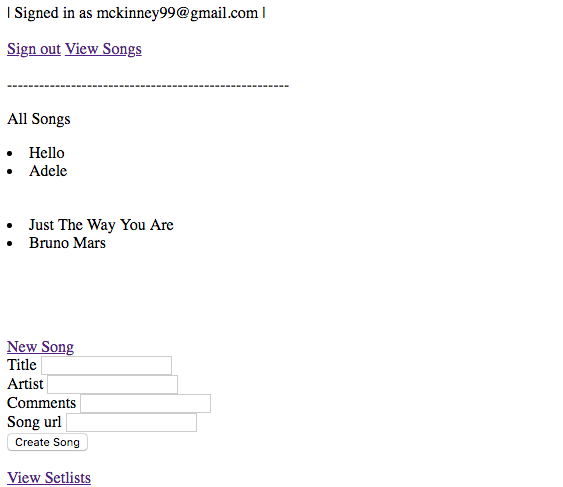 | Signed in as mckinney99@gmail.com |
Sign out View Songs
------------------------------------------------------
All Songs
• Hello
• Adele
• Just The Way You Are
• Bruno Mars
New Song
Title
Artist
Comments
Song url
Create Song
View Setlists